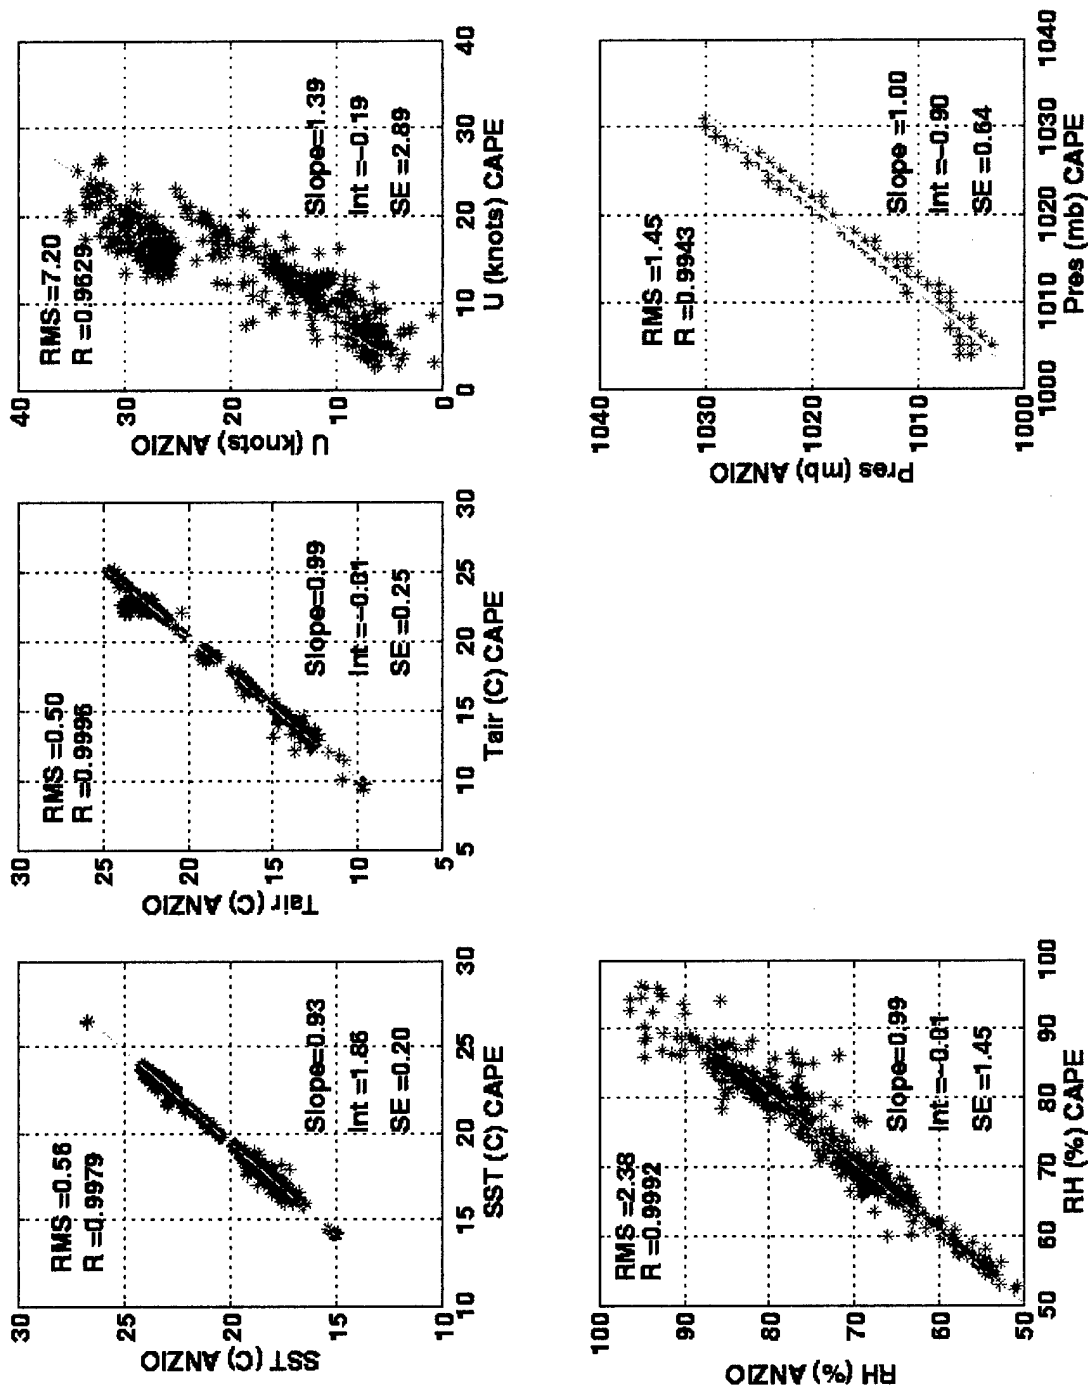 RMS =0.56
R =0.9979
Slope=0.93
Int =1.86
SE =0.20
30
25
20
15
10
10
15
20
25
30
SST (C) ANZIO
SST (C) CAPE
RMS =0.50
R =0.9996
Slope=0.99
Int =-0.01
SE =0.25
30
25
20
15
10
5
5
10
15
20
25
30
Tair (C) ANZIO
Tair (C) CAPE
RMS=7.20
R =0.9629
Slope=1.39
Int =-0.19
SE =2.89
40
30
20
10
0
0
10
20
30
40
U (knots) ANZIO
U (knots) CAPE
RMS =2.38
R =0.9992
Slope=0.99
Int =-0.01
SE =1.45
100
90
80
70
60
50
50
60
70
80
90
100
RH (%) ANZIO
RH (%) CAPE
RMS =1.45
R =0.9943
Slope =1.00
Int =-0.90
SE =0.64
1040
1030
1020
1010
1000
1000
1010
1020
1030
1040
Pres (mb) ANZIO
Pres (mb) CAPE